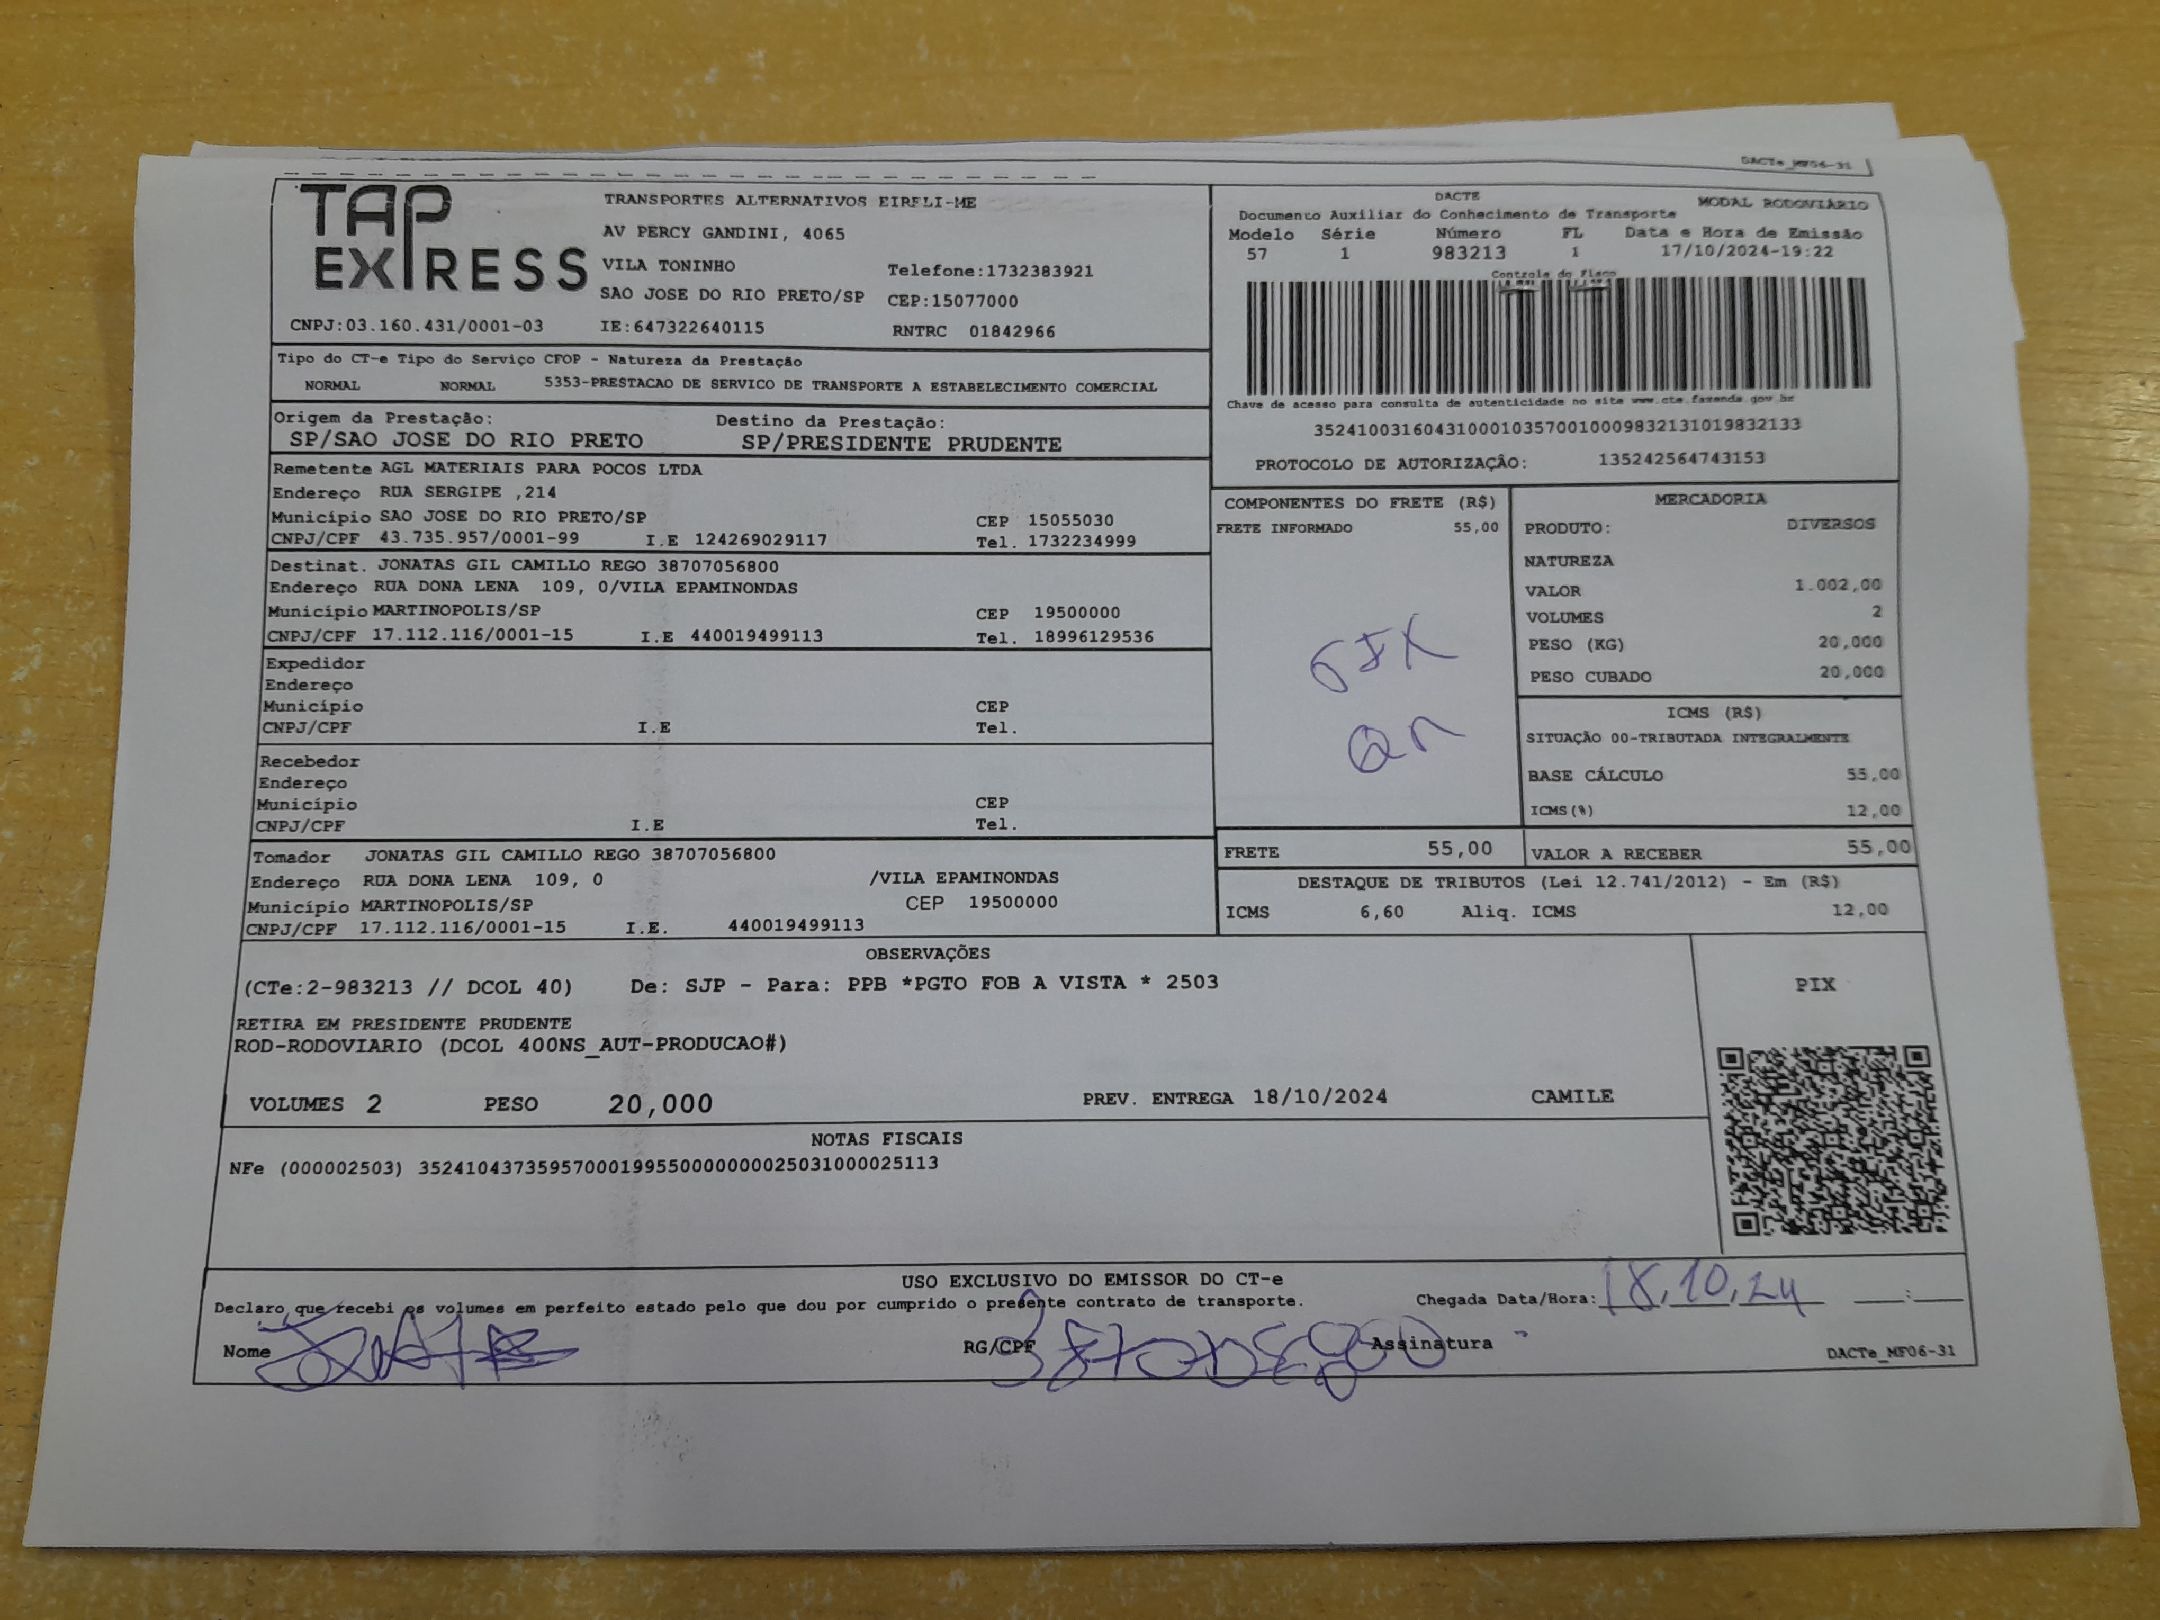 DACTe_MF06-31
TAP
EXPRESS
TRANSPORTES ALTERNATIVOS EIRELI-ME
AV PERCY GANDINI, 4065
VILA TONINHO Telefone:1732383921
SAO JOSE DO RIO PRETO/SP CEP:15077000
CNPJ:03.160.431/0001-03 IE:647322640115 RNTRC 01842966
DACTE MODAL RODOVIÁRIO
Documento Auxiliar do Conhecimento de Transporte
Modelo Série Número FL Data e Hora de Emissão
57 1 983213 1 17/10/2024-19:22
Controle do Fisco
Chave de acesso para consulta de autenticidade no site www.cte.fazenda.gov.br
35241003160431000103570010009832131019832133
PROTOCOLO DE AUTORIZAÇÃO: 135242564743153
Tipo do CT-e Tipo do Serviço CFOP - Natureza da Prestação
NORMAL NORMAL 5353-PRESTACAO DE SERVICO DE TRANSPORTE A ESTABELECIMENTO COMERCIAL
Origem da Prestação: Destino da Prestação:
SP/SAO JOSE DO RIO PRETO SP/PRESIDENTE PRUDENTE
Remetente AGL MATERIAIS PARA POCOS LTDA
Endereço RUA SERGIPE ,214
Município SAO JOSE DO RIO PRETO/SP CEP 15055030
CNPJ/CPF 43.735.957/0001-99 I.E 124269029117 Tel. 1732234999
Destinat. JONATAS GIL CAMILLO REGO 38707056800
Endereço RUA DONA LENA 109, 0/VILA EPAMINONDAS
Município MARTINOPOLIS/SP CEP 19500000
CNPJ/CPF 17.112.116/0001-15 I.E 440019499113 Tel. 18996129536
Expedidor
Endereço
Município CEP
CNPJ/CPF I.E Tel.
Recebedor
Endereço
Município CEP
CNPJ/CPF I.E Tel.
Tomador JONATAS GIL CAMILLO REGO 38707056800
Endereço RUA DONA LENA 109, 0 /VILA EPAMINONDAS
Município MARTINOPOLIS/SP CEP 19500000
CNPJ/CPF 17.112.116/0001-15 I.E. 440019499113
COMPONENTES DO FRETE (R$)
FRETE INFORMADO 55,00
MERCADORIA
PRODUTO: DIVERSOS
NATUREZA
VALOR 1.002,00
VOLUMES 2
PESO (KG) 20,000
PESO CUBADO 20,000
ICMS (R$)
SITUAÇÃO 00-TRIBUTADA INTEGRALMENTE
BASE CÁLCULO 55,00
ICMS(%) 12,00
FRETE 55,00 VALOR A RECEBER 55,00
DESTAQUE DE TRIBUTOS (Lei 12.741/2012) - Em (R$)
ICMS 6,60 Aliq. ICMS 12,00
OBSERVAÇÕES
(CTe:2-983213 // DCOL 40) De: SJP - Para: PPB *PGTO FOB A VISTA * 2503
RETIRA EM PRESIDENTE PRUDENTE
ROD-RODOVIARIO (DCOL 400NS_AUT-PRODUCAO#)
VOLUMES 2 PESO 20,000 PREV. ENTREGA 18/10/2024 CAMILE
PIX
NOTAS FISCAIS
NFe (000002503) 35241043735957000199550000000025031000025113
USO EXCLUSIVO DO EMISSOR DO CT-e
Declaro que recebi os volumes em perfeito estado pelo que dou por cumprido o presente contrato de transporte. Chegada Data/Hora: 18.10.24 __:__
Nome RG/CPF 38707056800 Assinatura
DACTe_MF06-31